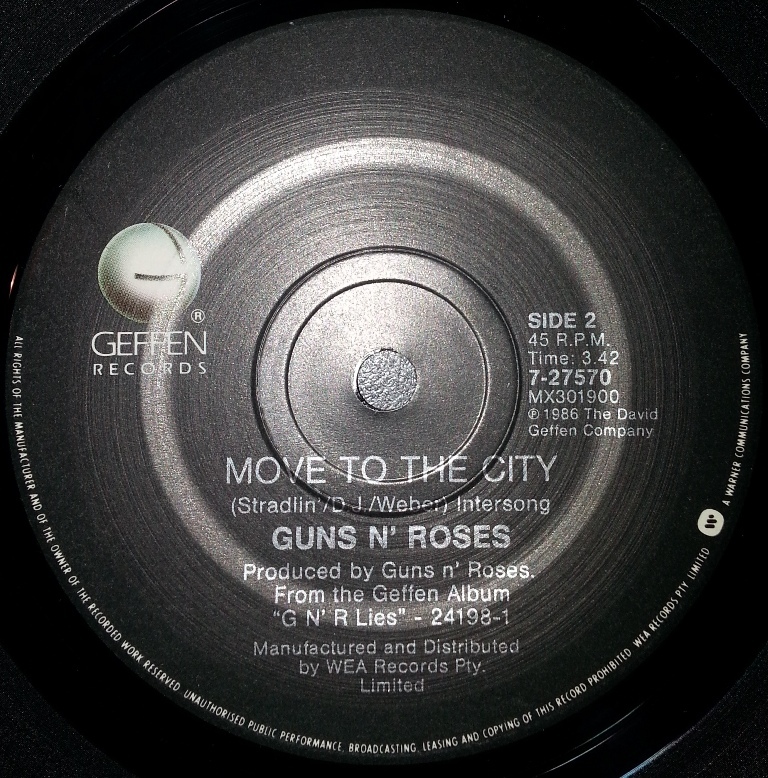 ®
GEFFEN
RECORDS
SIDE 2
45 R.P.M.
Time: 3.42
7-27570
MX301900
℗ 1986 The David
Geffen Company
MOVE TO THE CITY
(Stradlin'/D.J./Weber) Intersong
GUNS N' ROSES
Produced by Guns n' Roses.
From the Geffen Album
"G N' R Lies" - 24198-1
Manufactured and Distributed
by WEA Records Pty.
Limited
ALL RIGHTS OF THE MANUFACTURER AND OF THE OWNER OF THE RECORDED WORK RESERVED. UNAUTHORISED PUBLIC PERFORMANCE, BROADCASTING, LEASING AND COPYING OF THIS RECORD PROHIBITED. WEA RECORDS PTY. LIMITED A WARNER COMMUNICATIONS COMPANY